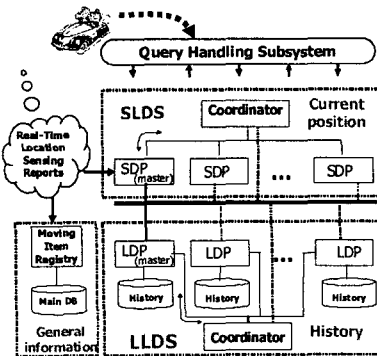 Query Handling Subsystem
SLDS
Coordinator
Current
position
Real-Time
Location
Sensing
Reports
SDP
(master)
SDP
...
SDP
Moving
Item
Registry
Main DB
General
information
LDP
(master)
LDP
...
LDP
History
History
History
LLDS
Coordinator
History